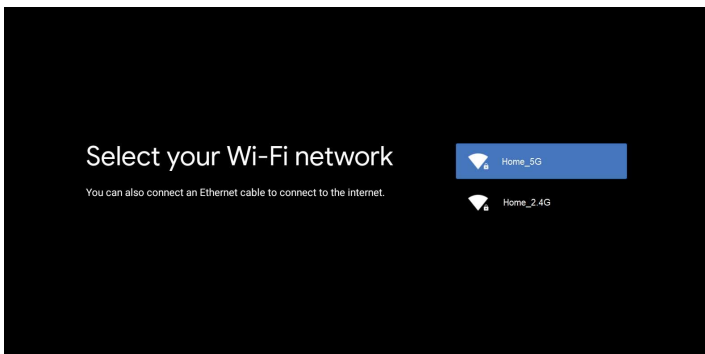 Select your Wi-Fi network
You can also connect an Ethernet cable to connect to the internet.
Home_5G
Home_2.4G